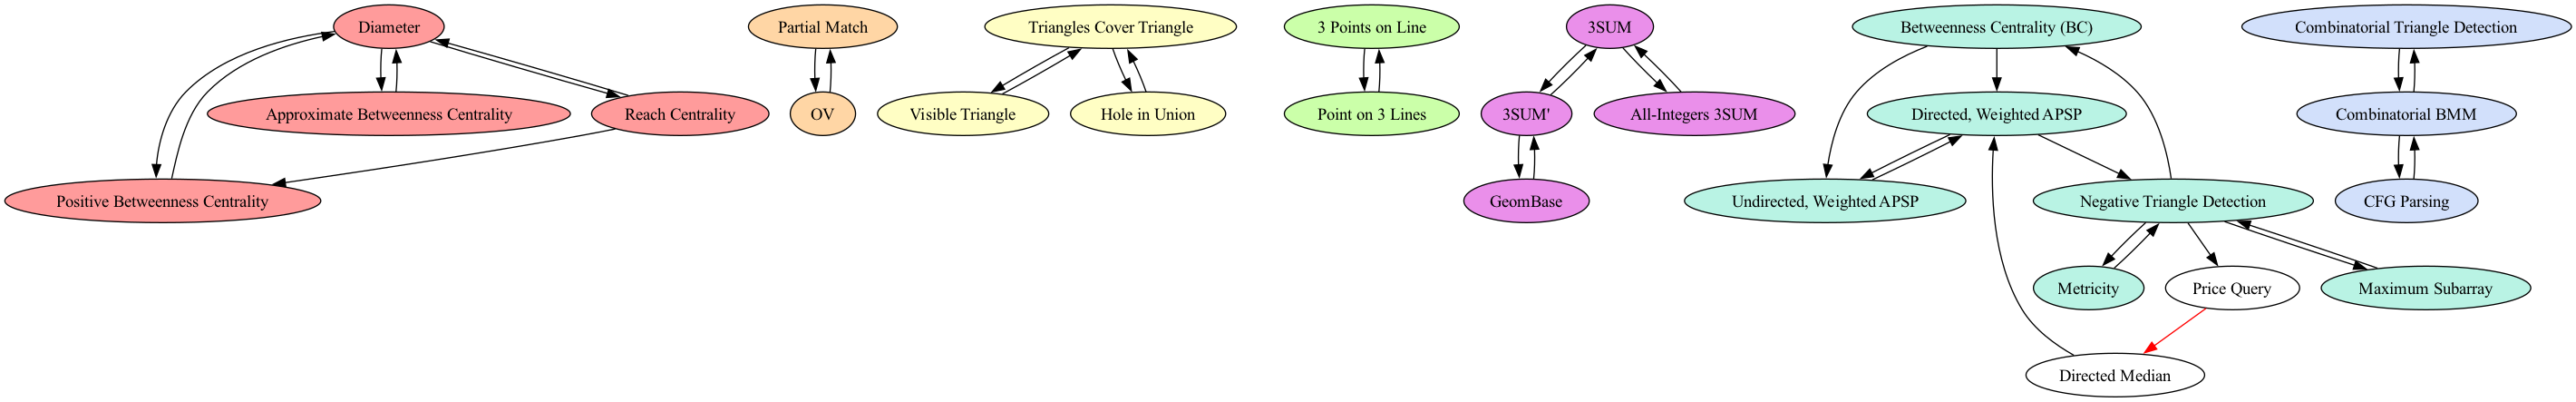 Diameter
Partial Match
Triangles Cover Triangle
3 Points on Line
3SUM
Betweenness Centrality (BC)
Combinatorial Triangle Detection
Approximate Betweenness Centrality
Reach Centrality
OV
Visible Triangle
Hole in Union
Point on 3 Lines
3SUM'
All-Integers 3SUM
Directed, Weighted APSP
Combinatorial BMM
Positive Betweenness Centrality
GeomBase
Undirected, Weighted APSP
Negative Triangle Detection
CFG Parsing
Metricity
Price Query
Maximum Subarray
Directed Median